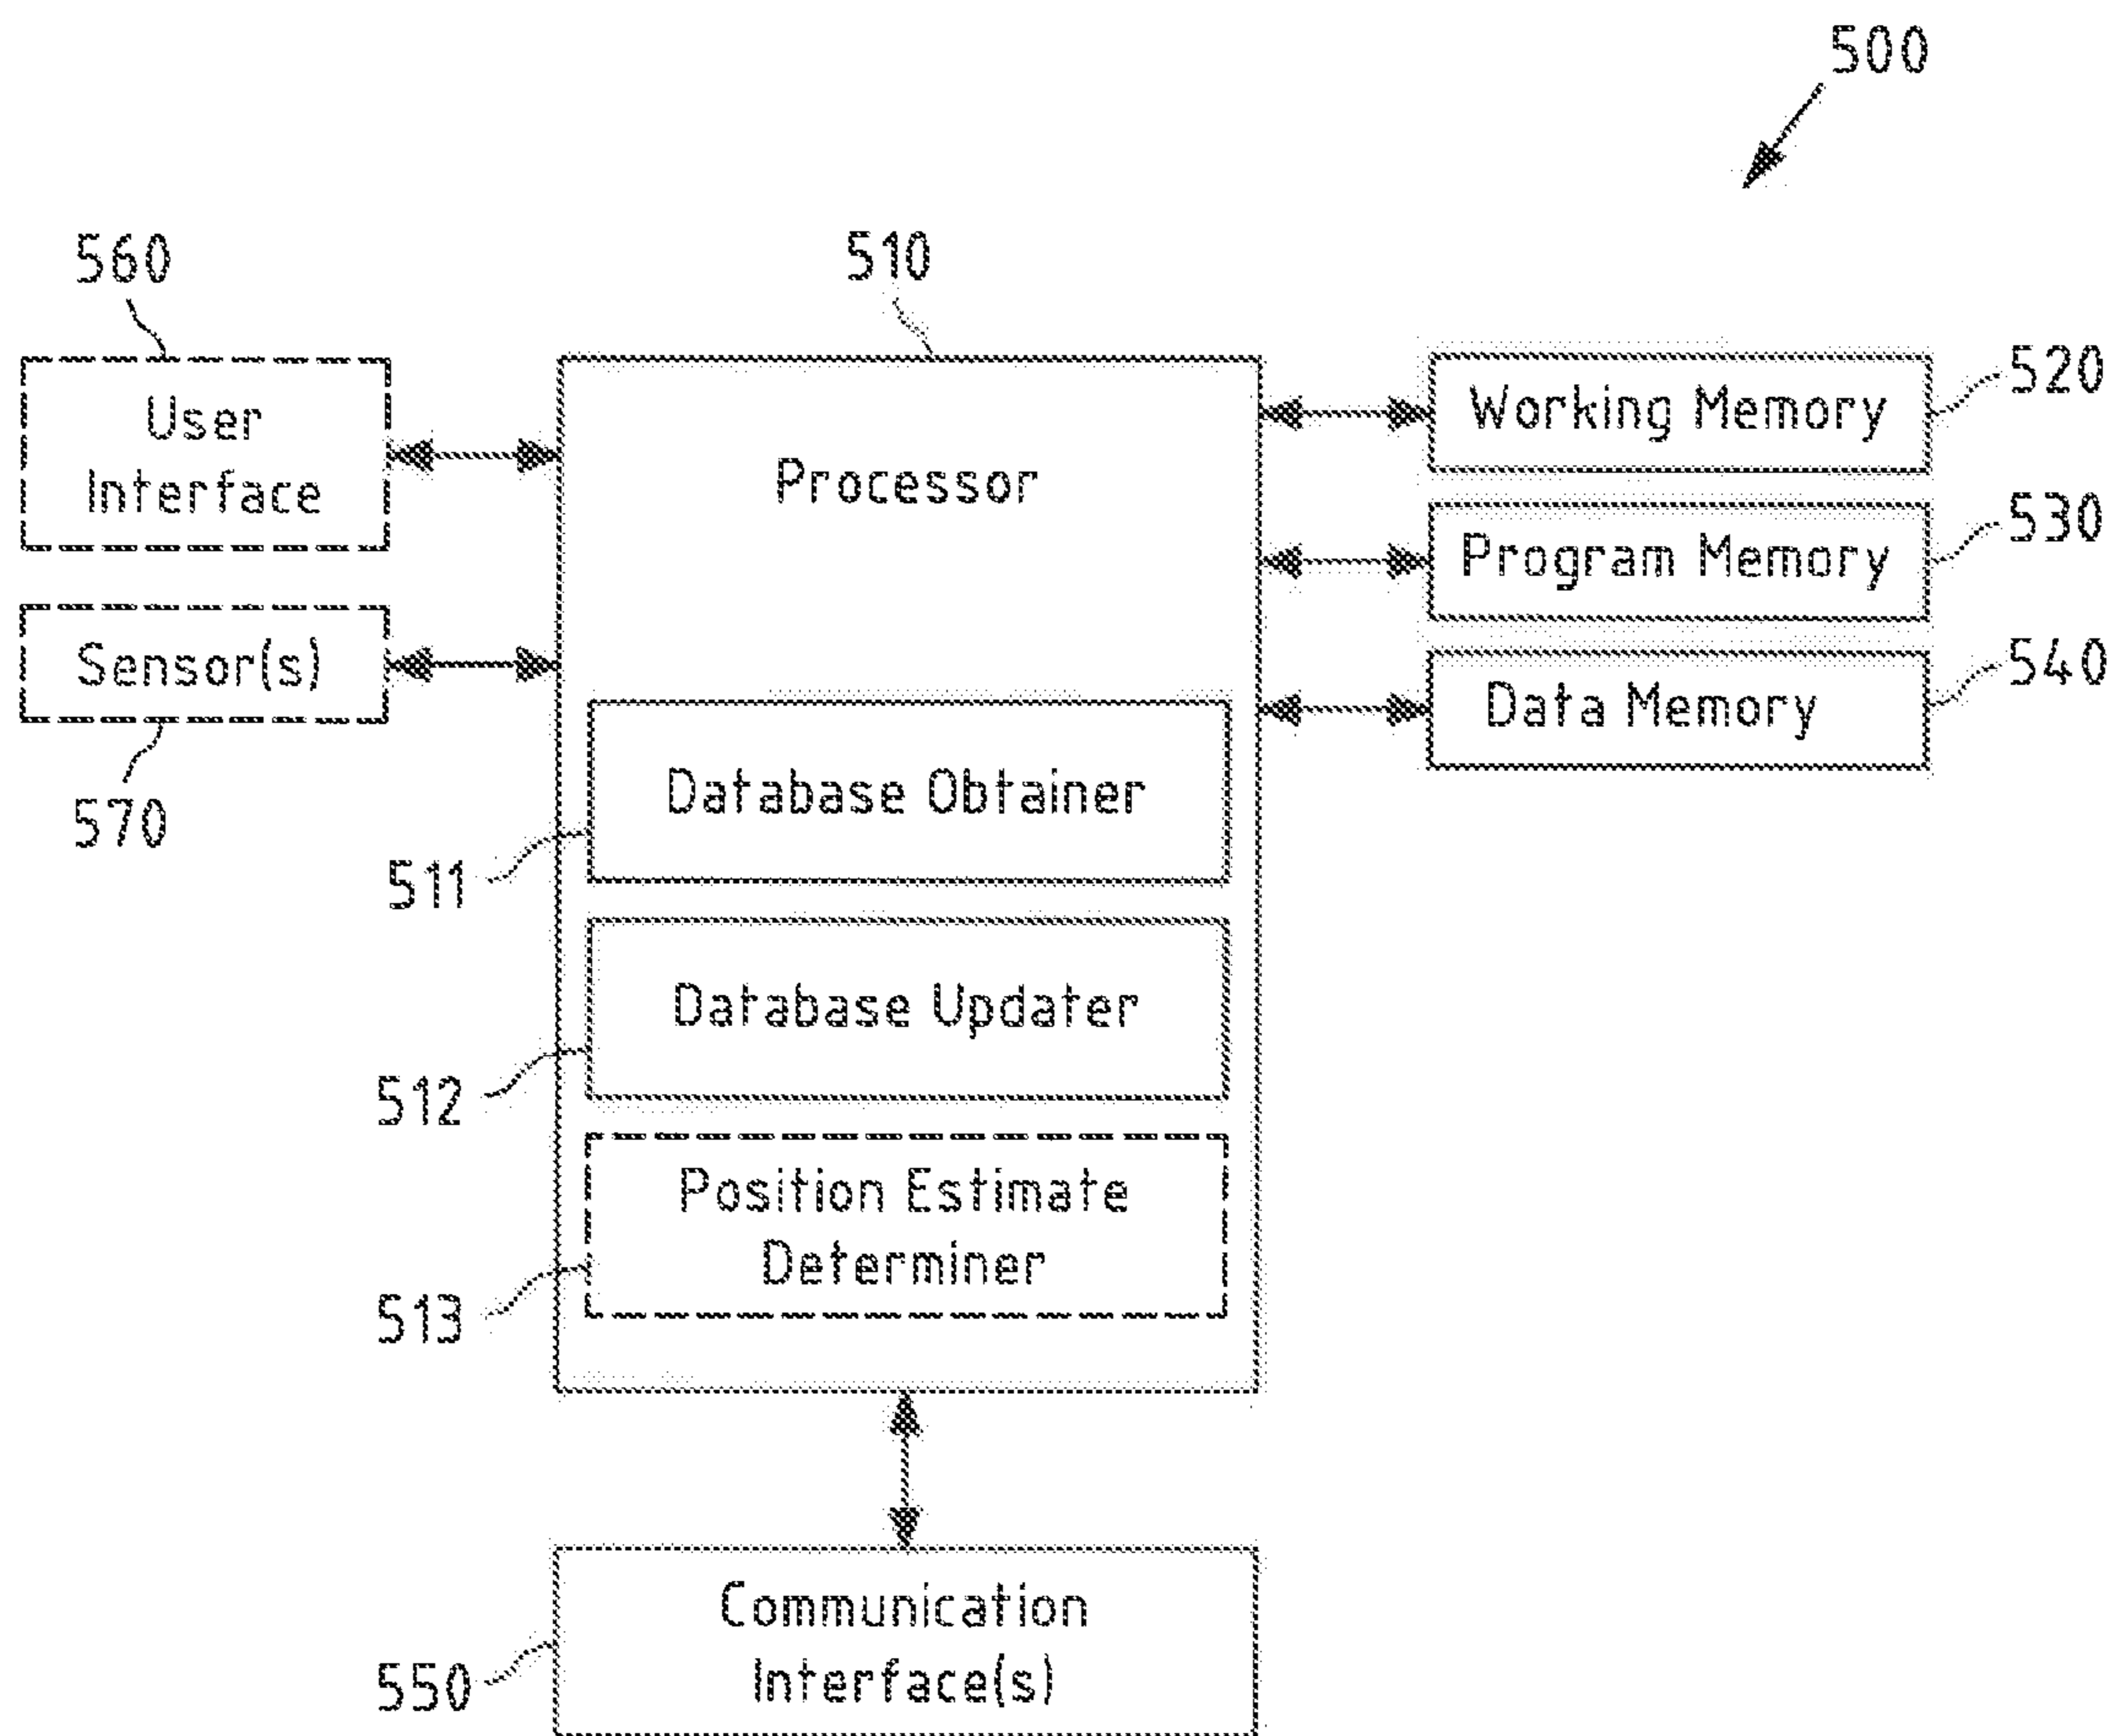 500
560
510
User
Interface
Processor
Working Memory
520
Program Memory
530
Sensor(s)
570
Data Memory
540
Database Obtainer
511
Database Updater
512
Position Estimate
Determiner
513
Communication
Interface(s)
550